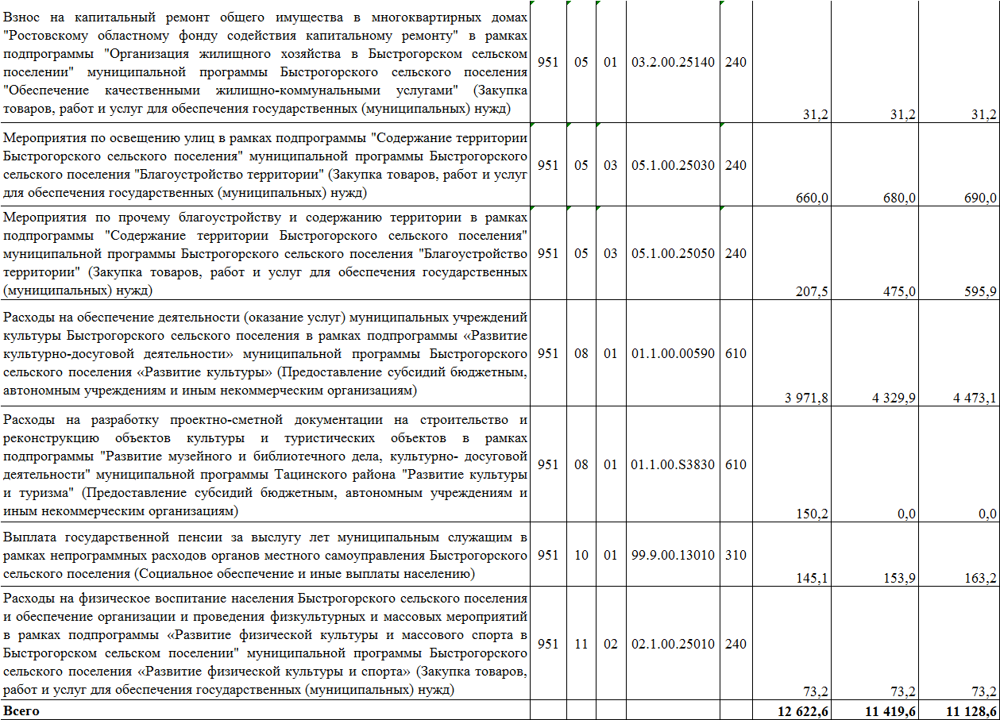 Взнос на капитальный ремонт общего имущества в многоквартирных домах
"Ростовскому областному фонду содействия капитальному ремонту" в рамках
подпрограммы "Организация жилищного хозяйства в Быстрогорском сельском
поселении" муниципальной программы Быстрогорского сельского поселения
"Обеспечение качественными жилищно-коммунальными услугами" (Закупка
товаров, работ и услуг для обеспечения государственных (муниципальных) нужд)
951 05 01 03.2.00.25140 240
31,2 31,2 31,2
Мероприятия по освещению улиц в рамках подпрограммы "Содержание территории
Быстрогорского сельского поселения" муниципальной программы Быстрогорского
сельского поселения "Благоустройство территории" (Закупка товаров, работ и услуг
для обеспечения государственных (муниципальных) нужд)
951 05 03 05.1.00.25030 240
660,0 680,0 690,0
Мероприятия по прочему благоустройству и содержанию территории в рамках
подпрограммы "Содержание территории Быстрогорского сельского поселения"
муниципальной программы Быстрогорского сельского поселения "Благоустройство
территории" (Закупка товаров, работ и услуг для обеспечения государственных
(муниципальных) нужд)
951 05 03 05.1.00.25050 240
207,5 475,0 595,9
Расходы на обеспечение деятельности (оказание услуг) муниципальных учреждений
культуры Быстрогорского сельского поселения в рамках подпрограммы «Развитие
культурно-досуговой деятельности» муниципальной программы Быстрогорского
сельского поселения «Развитие культуры» (Предоставление субсидий бюджетным,
автономным учреждениям и иным некоммерческим организациям)
951 08 01 01.1.00.00590 610
3 971,8 4 329,9 4 473,1
Расходы на разработку проектно-сметной документации на строительство и
реконструкцию объектов культуры и туристических объектов в рамках
подпрограммы "Развитие музейного и библиотечного дела, культурно- досуговой
деятельности" муниципальной программы Тацинского района "Развитие культуры
и туризма" (Предоставление субсидий бюджетным, автономным учреждениям и
иным некоммерческим организациям)
951 08 01 01.1.00.S3830 610
150,2 0,0 0,0
Выплата государственной пенсии за выслугу лет муниципальным служащим в
рамках непрограммных расходов органов местного самоуправления Быстрогорского
сельского поселения (Социальное обеспечение и иные выплаты населению)
951 10 01 99.9.00.13010 310
145,1 153,9 163,2
Расходы на физическое воспитание населения Быстрогорского сельского поселения
и обеспечение организации и проведения физкультурных и массовых мероприятий
в рамках подпрограммы «Развитие физической культуры и массового спорта в
Быстрогорском сельском поселении" муниципальной программы Быстрогорского
сельского поселения «Развитие физической культуры и спорта» (Закупка товаров,
работ и услуг для обеспечения государственных (муниципальных) нужд)
951 11 02 02.1.00.25010 240
73,2 73,2 73,2
Всего 12 622,6 11 419,6 11 128,6